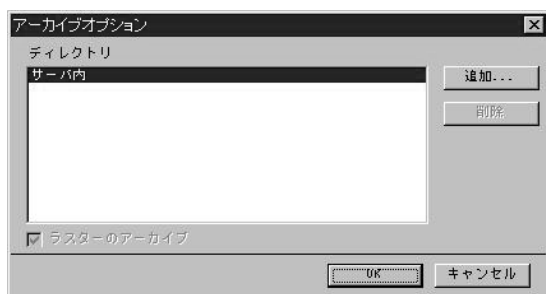 アーカイブオプション
ディレクトリ
サーバ内
追加...
削除
ラスターのアーカイブ
OK
キャンセル